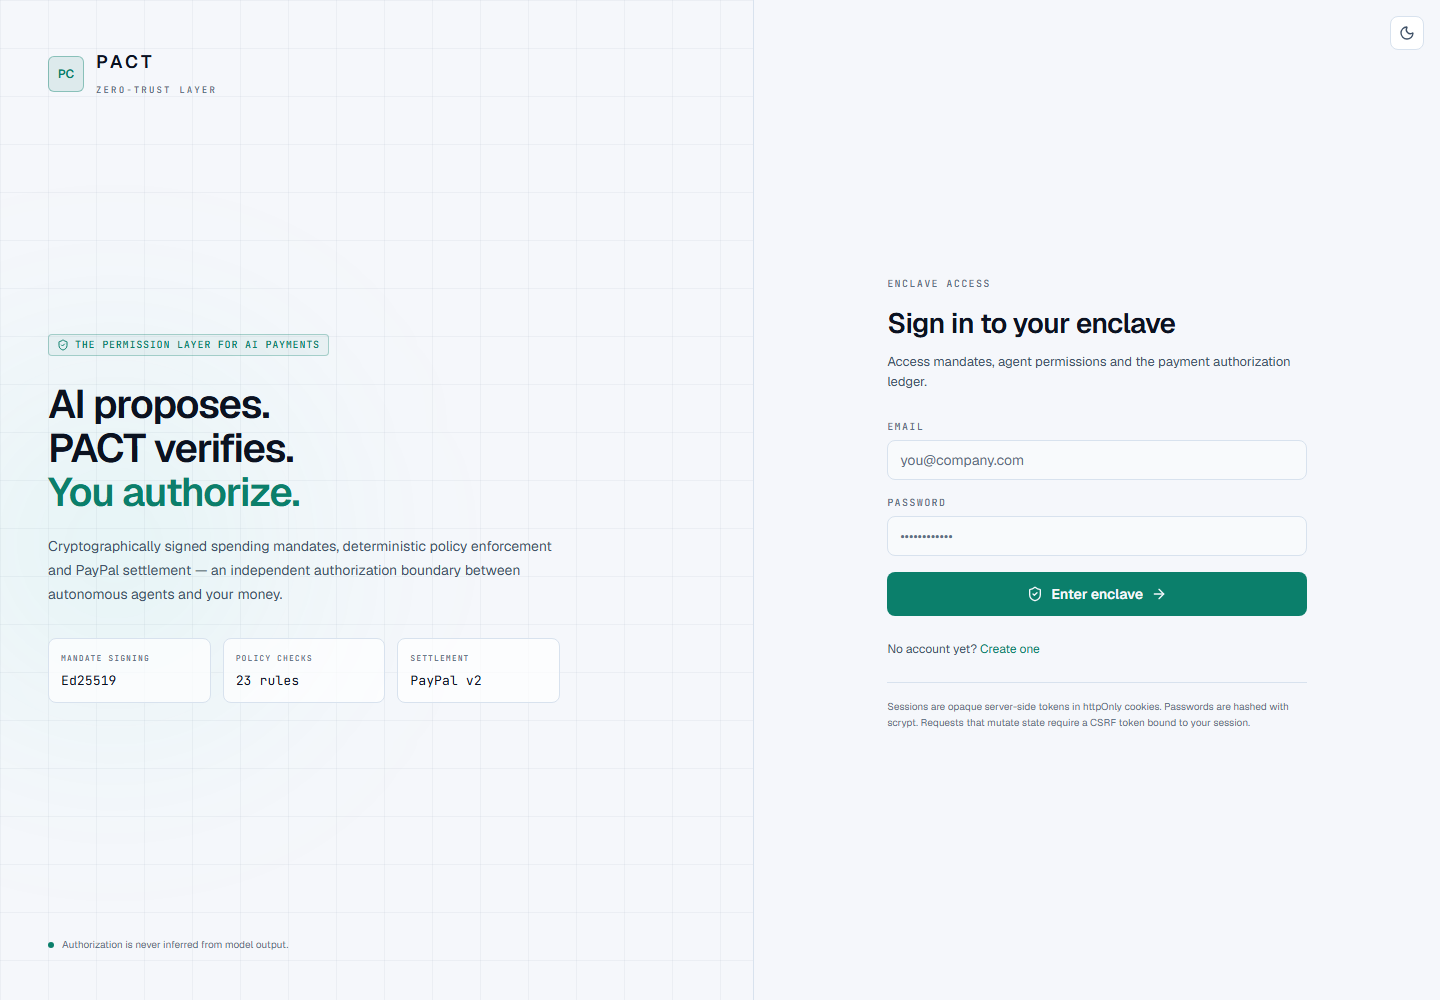 PC
PACT
ZERO-TRUST LAYER
THE PERMISSION LAYER FOR AI PAYMENTS
AI proposes.
PACT verifies.
You authorize.
Cryptographically signed spending mandates, deterministic policy enforcement
and PayPal settlement — an independent authorization boundary between
autonomous agents and your money.
MANDATE SIGNING
Ed25519
POLICY CHECKS
23 rules
SETTLEMENT
PayPal v2
Authorization is never inferred from model output.
ENCLAVE ACCESS
Sign in to your enclave
Access mandates, agent permissions and the payment authorization
ledger.
EMAIL
you@company.com
PASSWORD
••••••••••••
Enter enclave →
No account yet? Create one
Sessions are opaque server-side tokens in httpOnly cookies. Passwords are hashed with
scrypt. Requests that mutate state require a CSRF token bound to your session.